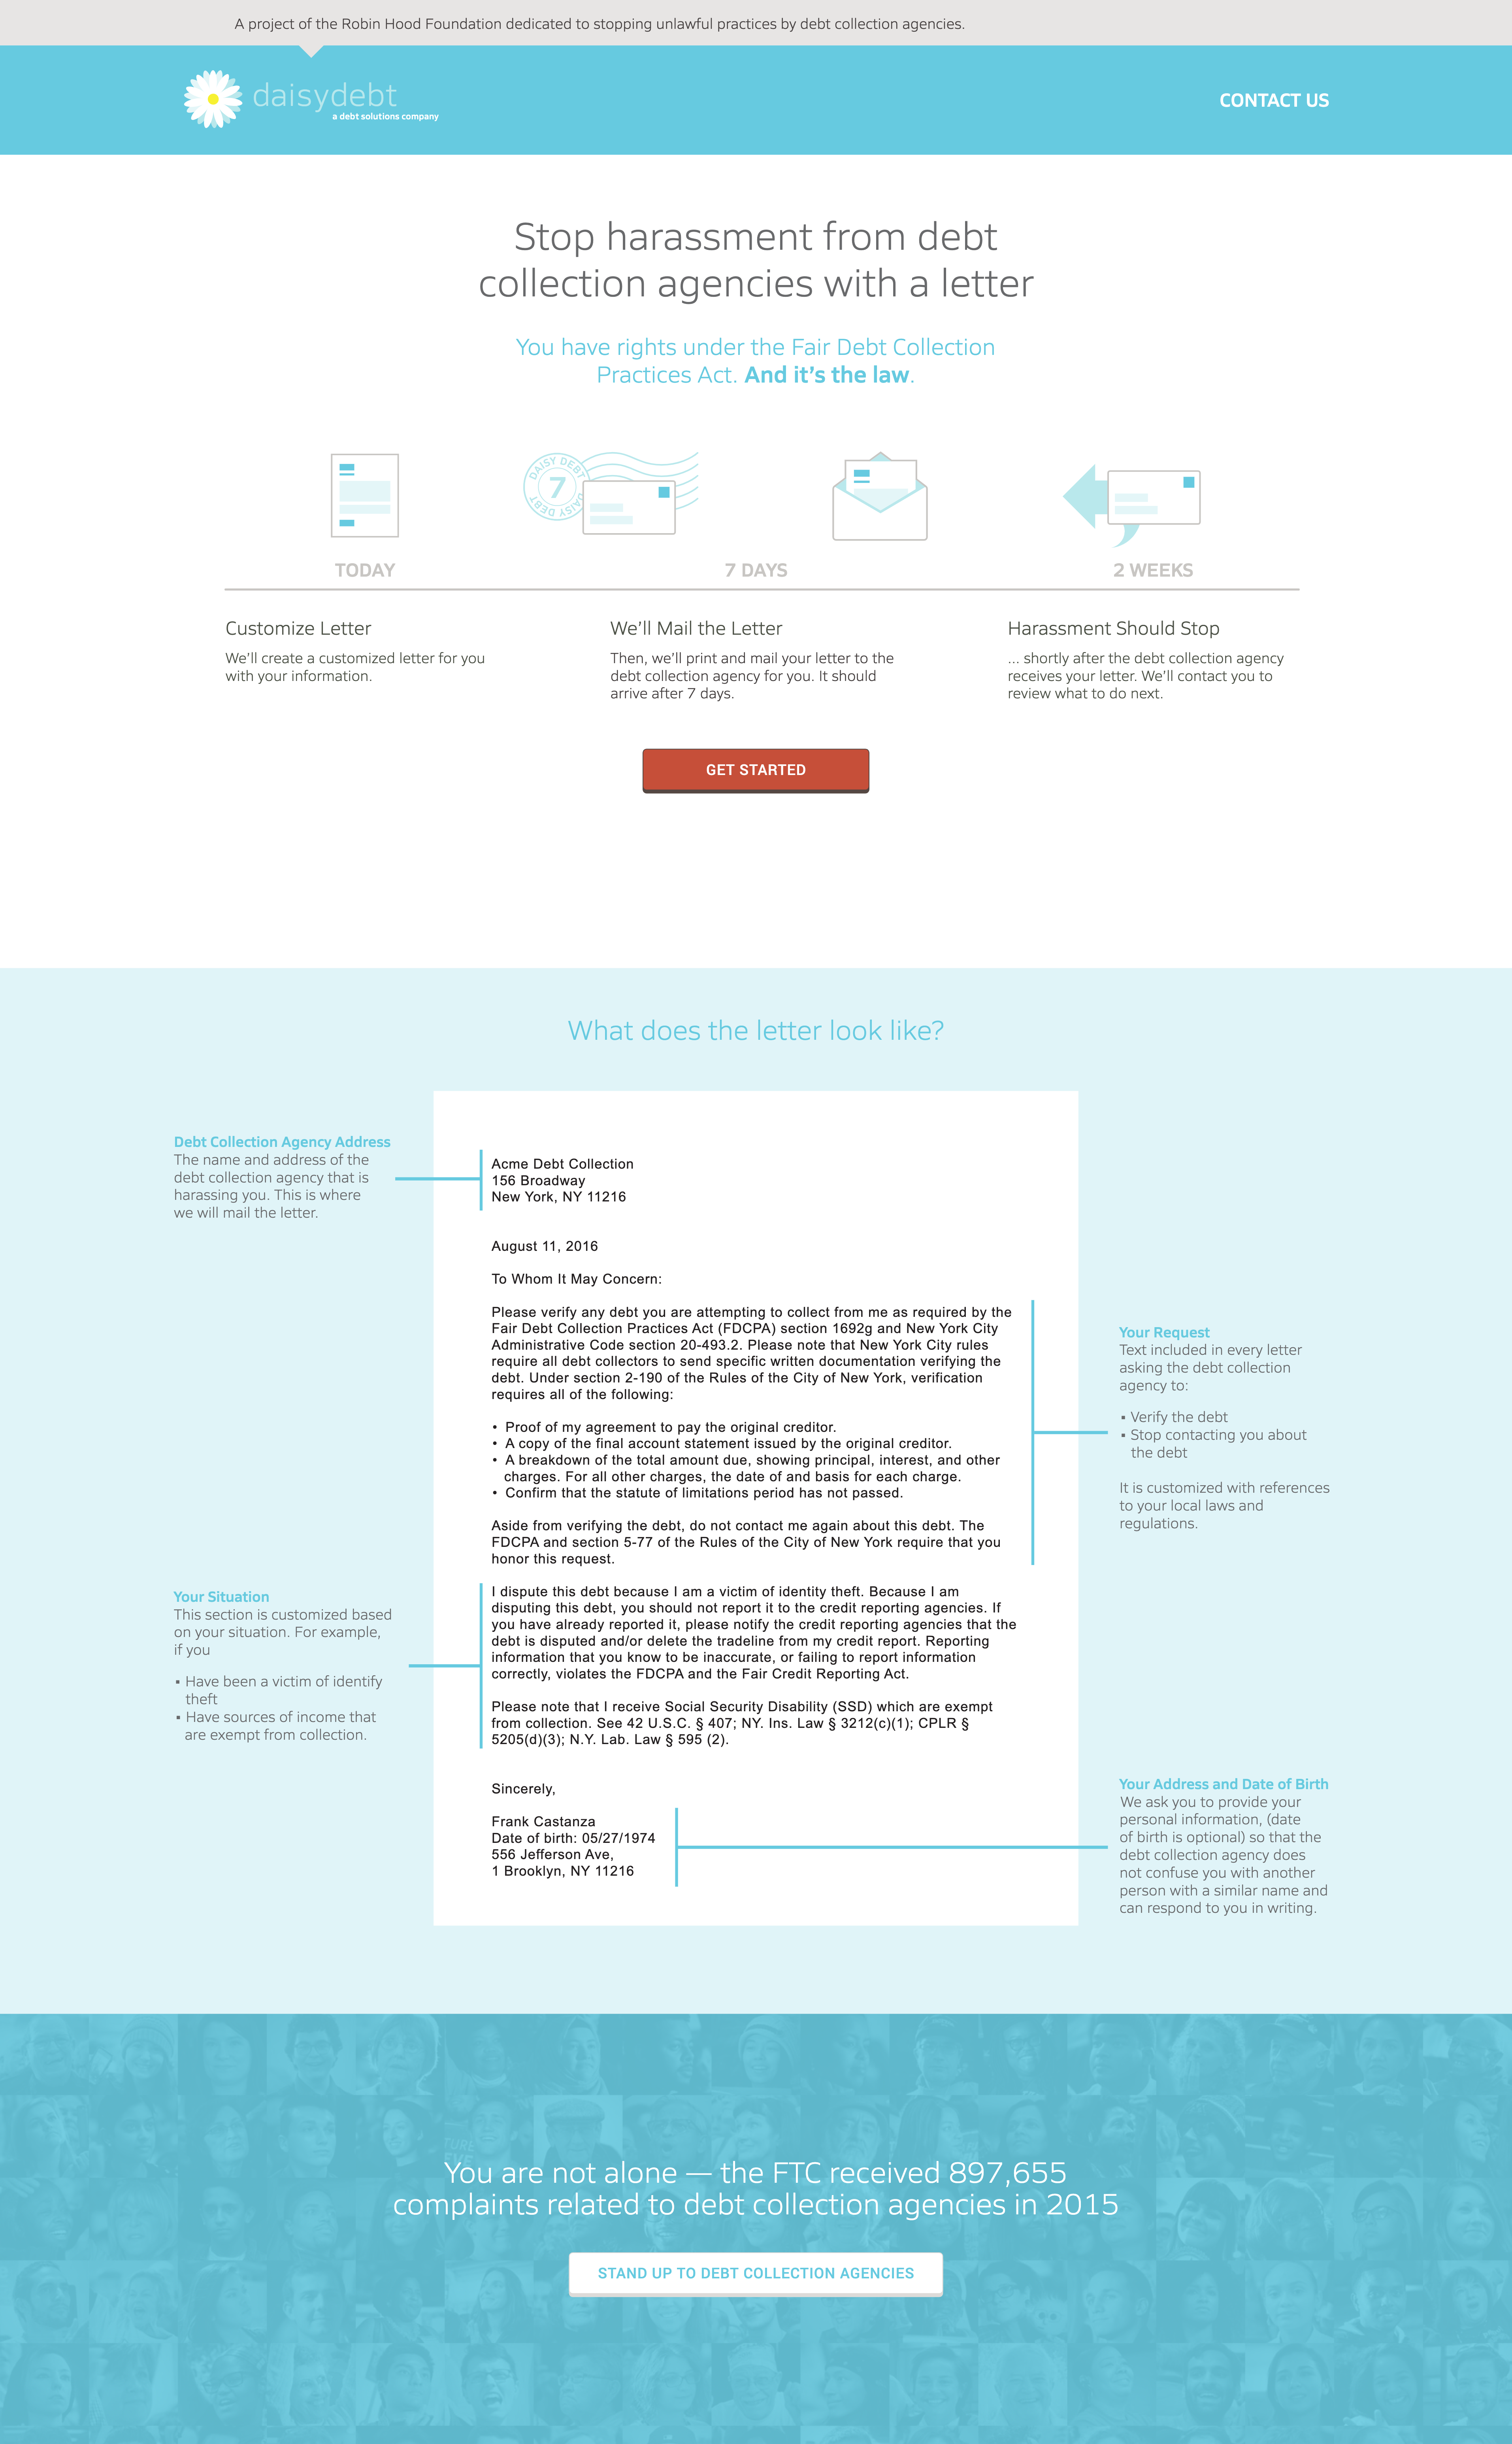 A project of the Robin Hood Foundation dedicated to stopping unlawful practices by debt collection agencies.
daisydebt
a debt solutions company
CONTACT US
Stop harassment from debt
collection agencies with a letter
You have rights under the Fair Debt Collection
Practices Act. And it's the law.
DAISY DEBT
7
DAISY DEBT
TODAY
7 DAYS
2 WEEKS
Customize Letter
We'll create a customized letter for you
with your information.
We'll Mail the Letter
Then, we'll print and mail your letter to the
debt collection agency for you. It should
arrive after 7 days.
Harassment Should Stop
... shortly after the debt collection agency
receives your letter. We'll contact you to
review what to do next.
GET STARTED
What does the letter look like?
Debt Collection Agency Address
The name and address of the
debt collection agency that is
harassing you. This is where
we will mail the letter.
Acme Debt Collection
156 Broadway
New York, NY 11216
August 11, 2016
To Whom It May Concern:
Please verify any debt you are attempting to collect from me as required by the
Fair Debt Collection Practices Act (FDCPA) section 1692g and New York City
Administrative Code section 20-493.2. Please note that New York City rules
require all debt collectors to send specific written documentation verifying the
debt. Under section 2-190 of the Rules of the City of New York, verification
requires all of the following:
• Proof of my agreement to pay the original creditor.
• A copy of the final account statement issued by the original creditor.
• A breakdown of the total amount due, showing principal, interest, and other
charges. For all other charges, the date of and basis for each charge.
• Confirm that the statute of limitations period has not passed.
Aside from verifying the debt, do not contact me again about this debt. The
FDCPA and section 5-77 of the Rules of the City of New York require that you
honor this request.
Your Request
Text included in every letter
asking the debt collection
agency to:
▪ Verify the debt
▪ Stop contacting you about
the debt
It is customized with references
to your local laws and
regulations.
Your Situation
This section is customized based
on your situation. For example,
if you
▪ Have been a victim of identify
theft
▪ Have sources of income that
are exempt from collection.
I dispute this debt because I am a victim of identity theft. Because I am
disputing this debt, you should not report it to the credit reporting agencies. If
you have already reported it, please notify the credit reporting agencies that the
debt is disputed and/or delete the tradeline from my credit report. Reporting
information that you know to be inaccurate, or failing to report information
correctly, violates the FDCPA and the Fair Credit Reporting Act.
Please note that I receive Social Security Disability (SSD) which are exempt
from collection. See 42 U.S.C. § 407; NY. Ins. Law § 3212(c)(1); CPLR §
5205(d)(3); N.Y. Lab. Law § 595 (2).
Sincerely,
Frank Castanza
Date of birth: 05/27/1974
556 Jefferson Ave,
1 Brooklyn, NY 11216
Your Address and Date of Birth
We ask you to provide your
personal information, (date
of birth is optional) so that the
debt collection agency does
not confuse you with another
person with a similar name and
can respond to you in writing.
You are not alone — the FTC received 897,655
complaints related to debt collection agencies in 2015
STAND UP TO DEBT COLLECTION AGENCIES